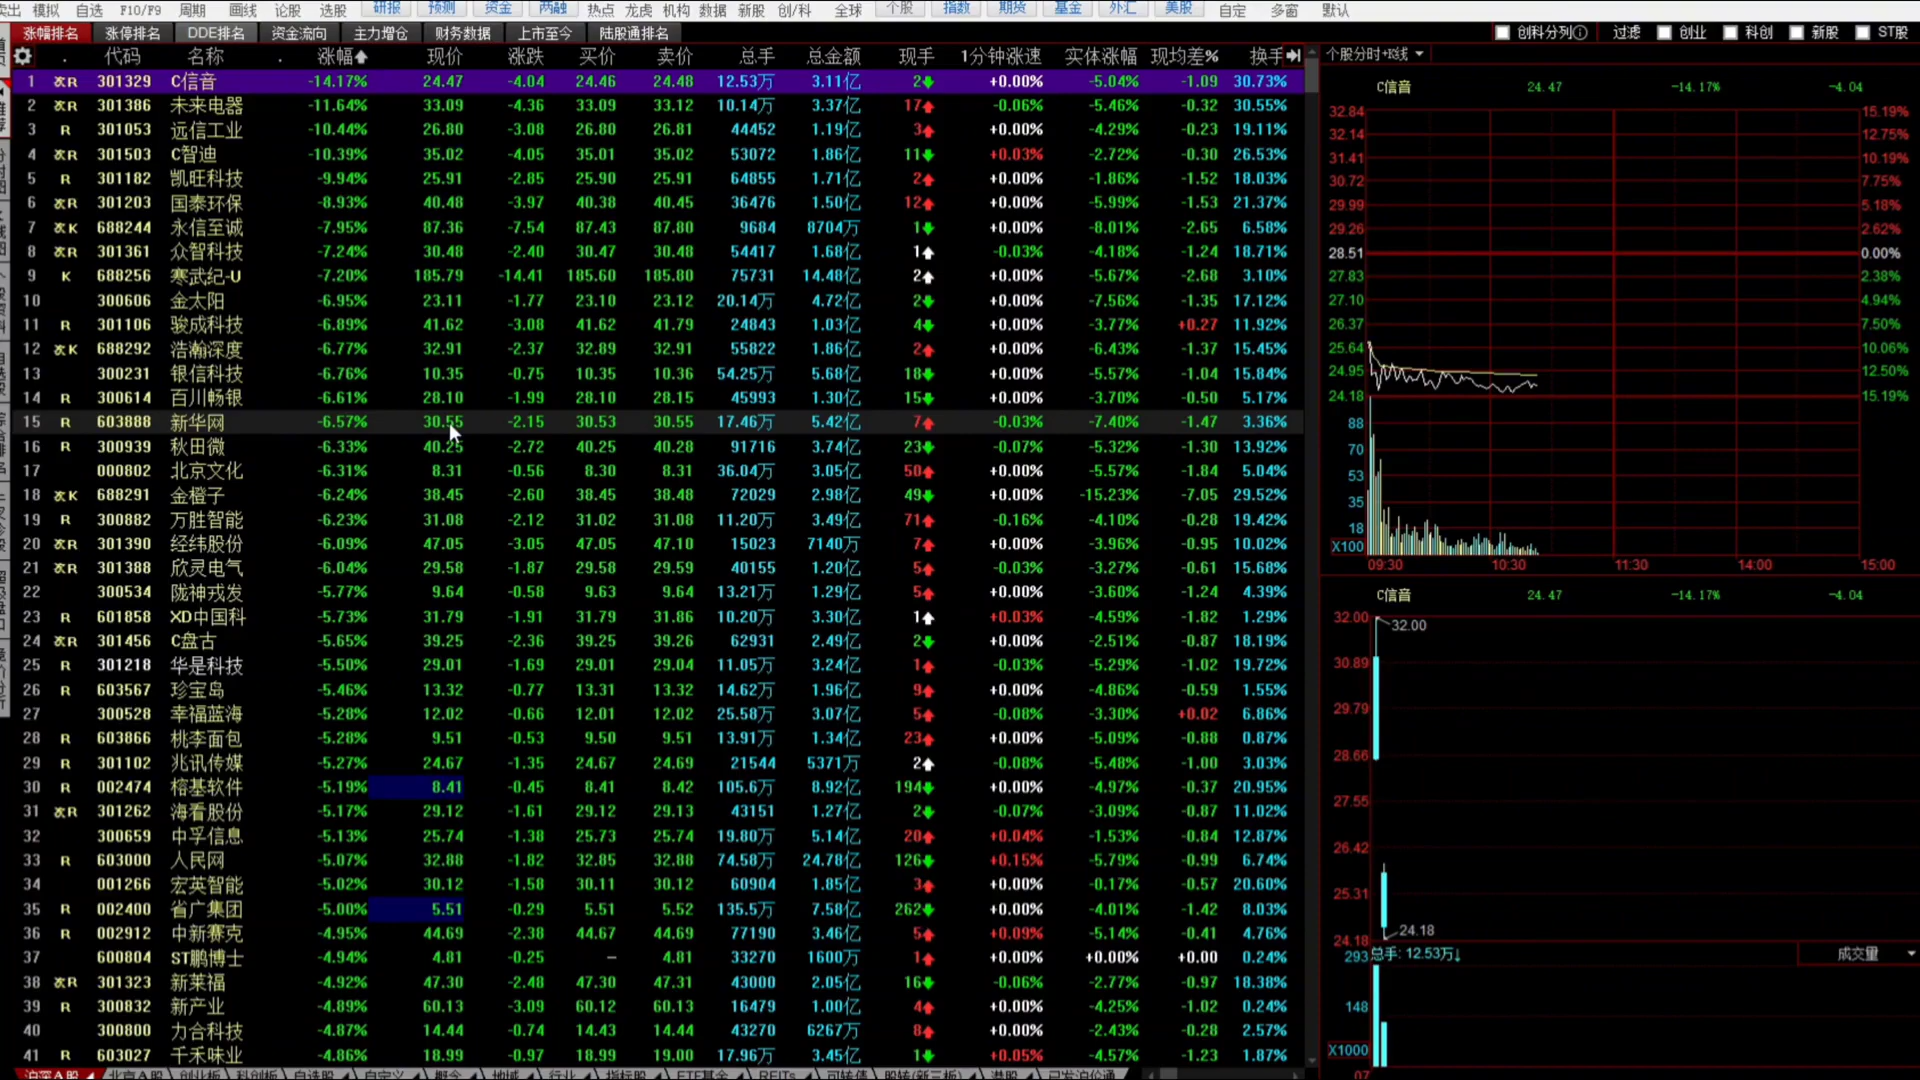 卖出 模拟 自选 F10/F9 周期 画线 论股 选股 研报 预测 资金 两融 热点 龙虎 机构 数据 新股 创/科 全球 个股 指数 期货 基金 外汇 美股 自定 多窗 默认
涨幅排名 涨停排名 DDE排名 资金流向 主力增仓 财务数据 上市至今 陆股通排名 创科分列 过滤 创业 科创 新股 ST股
代码 名称 涨幅 现价 涨跌 买价 卖价 总手 总金额 现手 1分钟涨速 实体涨幅 现均差% 换手 个股分时+K线
1 R 301329 C信音 -14.17% 24.47 -4.04 24.46 24.48 12.53万 3.11亿 2 +0.00% -5.04% -1.09 30.73%
2 R 301386 未来电器 -11.64% 33.09 -4.36 33.09 33.12 10.14万 3.37亿 17 -0.06% -5.46% -0.32 30.55%
3 R 301053 远信工业 -10.44% 26.80 -3.08 26.80 26.81 44452 1.19亿 3 +0.00% -4.29% -0.23 19.11%
4 R 301503 C智迪 -10.39% 35.02 -4.05 35.01 35.02 53072 1.86亿 11 +0.03% -2.72% -0.30 26.53%
5 R 301182 凯旺科技 -9.94% 25.91 -2.85 25.90 25.91 64855 1.71亿 2 +0.00% -1.86% -1.52 18.03%
6 R 301203 国泰环保 -8.93% 40.48 -3.97 40.38 40.45 36476 1.50亿 12 +0.00% -5.99% -1.53 21.37%
7 K 688244 永信至诚 -7.95% 87.36 -7.54 87.43 87.80 9684 8704万 1 +0.00% -8.01% -2.65 6.58%
8 R 301361 众智科技 -7.24% 30.48 -2.40 30.47 30.48 54417 1.68亿 1 -0.03% -4.18% -1.24 18.71%
9 K 688256 寒武纪-U -7.20% 185.79 -14.41 185.60 185.80 75731 14.48亿 2 +0.00% -5.67% -2.68 3.10%
10 300606 金太阳 -6.95% 23.11 -1.77 23.10 23.12 20.14万 4.72亿 2 +0.00% -7.56% -1.35 17.12%
11 R 301106 骏成科技 -6.89% 41.62 -3.08 41.62 41.79 24843 1.03亿 4 +0.00% -3.77% +0.27 11.92%
12 K 688292 浩瀚深度 -6.77% 32.91 -2.37 32.89 32.91 55822 1.86亿 2 +0.00% -6.43% -1.37 15.45%
13 300231 银信科技 -6.76% 10.35 -0.75 10.35 10.36 54.25万 5.68亿 18 +0.00% -5.57% -1.04 15.84%
14 R 300614 百川畅银 -6.61% 28.10 -1.99 28.10 28.15 45993 1.30亿 15 +0.00% -3.70% -0.50 5.17%
15 R 603888 新华网 -6.57% 30.55 -2.15 30.53 30.55 17.46万 5.42亿 7 -0.03% -7.40% -1.47 3.36%
16 R 300939 秋田微 -6.33% 40.25 -2.72 40.25 40.28 91716 3.74亿 23 -0.07% -5.32% -1.30 13.92%
17 000802 北京文化 -6.31% 8.31 -0.56 8.30 8.31 36.04万 3.05亿 50 +0.00% -5.57% -1.84 5.04%
18 K 688291 金橙子 -6.24% 38.45 -2.60 38.45 38.48 72029 2.98亿 49 +0.00% -15.23% -7.05 29.52%
19 R 300882 万胜智能 -6.23% 31.08 -2.12 31.02 31.08 11.20万 3.49亿 71 -0.16% -4.10% -0.28 19.42%
20 R 301390 经纬股份 -6.09% 47.05 -3.05 47.05 47.10 15023 7140万 7 +0.00% -3.96% -0.95 10.02%
21 R 301388 欣灵电气 -6.04% 29.58 -1.87 29.58 29.59 40155 1.20亿 5 -0.03% -3.27% -0.61 15.68%
22 300534 陇神戎发 -5.77% 9.64 -0.58 9.63 9.64 13.21万 1.29亿 5 +0.00% -3.60% -1.24 4.39%
23 R 601858 XD中国科 -5.73% 31.79 -1.91 31.79 31.86 10.20万 3.30亿 1 +0.03% -4.59% -1.82 1.29%
24 R 301456 C盘古 -5.65% 39.25 -2.36 39.25 39.26 62931 2.49亿 2 +0.00% -2.51% -0.87 18.19%
25 R 301218 华是科技 -5.50% 29.01 -1.69 29.01 29.04 11.05万 3.24亿 1 -0.03% -5.29% -1.02 19.72%
26 R 603567 珍宝岛 -5.46% 13.32 -0.77 13.31 13.32 14.62万 1.96亿 9 +0.00% -4.86% -0.59 1.55%
27 300528 幸福蓝海 -5.28% 12.02 -0.66 12.01 12.02 25.58万 3.07亿 5 -0.08% -3.30% +0.02 6.86%
28 R 603866 桃李面包 -5.28% 9.51 -0.53 9.50 9.51 13.91万 1.34亿 23 +0.00% -5.09% -0.88 0.87%
29 R 301102 兆讯传媒 -5.27% 24.67 -1.35 24.67 24.69 21544 5371万 2 -0.08% -5.48% -1.00 3.03%
30 R 002474 榕基软件 -5.19% 8.41 -0.45 8.41 8.42 105.6万 8.92亿 194 +0.00% -4.97% -0.37 20.95%
31 R 301262 海看股份 -5.17% 29.12 -1.61 29.12 29.13 43151 1.27亿 2 -0.07% -3.09% -0.87 11.02%
32 300659 中孚信息 -5.13% 25.74 -1.38 25.73 25.74 19.80万 5.14亿 20 +0.04% -1.53% -0.84 12.87%
33 R 603000 人民网 -5.07% 32.88 -1.82 32.85 32.88 74.58万 24.78亿 126 +0.15% -5.79% -0.99 6.74%
34 001266 宏英智能 -5.02% 30.12 -1.58 30.11 30.12 60904 1.85亿 3 +0.00% -0.17% -0.57 20.60%
35 R 002400 省广集团 -5.00% 5.51 -0.29 5.51 5.52 135.5万 7.58亿 262 +0.00% -4.01% -1.42 8.03%
36 R 002912 中新赛克 -4.95% 44.69 -2.38 44.67 44.69 77190 3.46亿 5 +0.09% -5.14% -0.41 4.76%
37 600804 ST鹏博士 -4.94% 4.81 -0.25 — 4.81 33270 1600万 1 +0.00% +0.00% +0.00 0.24%
38 R 301323 新莱福 -4.92% 47.30 -2.48 47.30 47.31 43000 2.05亿 16 -0.06% -2.77% -0.97 18.38%
39 R 300832 新产业 -4.89% 60.13 -3.09 60.12 60.13 16479 1.00亿 4 +0.00% -4.25% -1.02 0.24%
40 300800 力合科技 -4.87% 14.44 -0.74 14.43 14.44 43270 6267万 8 +0.00% -2.43% -0.28 2.57%
41 R 603027 千禾味业 -4.86% 18.99 -0.97 18.99 19.00 17.96万 3.45亿 1 +0.05% -4.57% -1.23 1.87%
沪深A股 北京A股 创业板 科创板 自选股 自定义 概念 地域 行业 指标股 ETF基金 REITs 可转债 股转(新三板) 港股 已发沪伦通
C信音 24.47 -14.17% -4.04
32.84 15.19%
32.14 12.75%
31.41 10.19%
30.72 7.75%
29.99 5.18%
29.26 2.62%
28.51 0.00%
27.83 2.38%
27.10 4.94%
26.37 7.50%
25.64 10.06%
24.95 12.50%
24.18 15.19%
88
70
53
35
18
X100
09:30 10:30 11:30 14:00 15:00
C信音 24.47 -14.17% -4.04
32.00 32.00
30.89
29.79
28.66
27.55
26.42
25.31
24.18 24.18
293 总手: 12.53万↓ 成交量
148
X1000